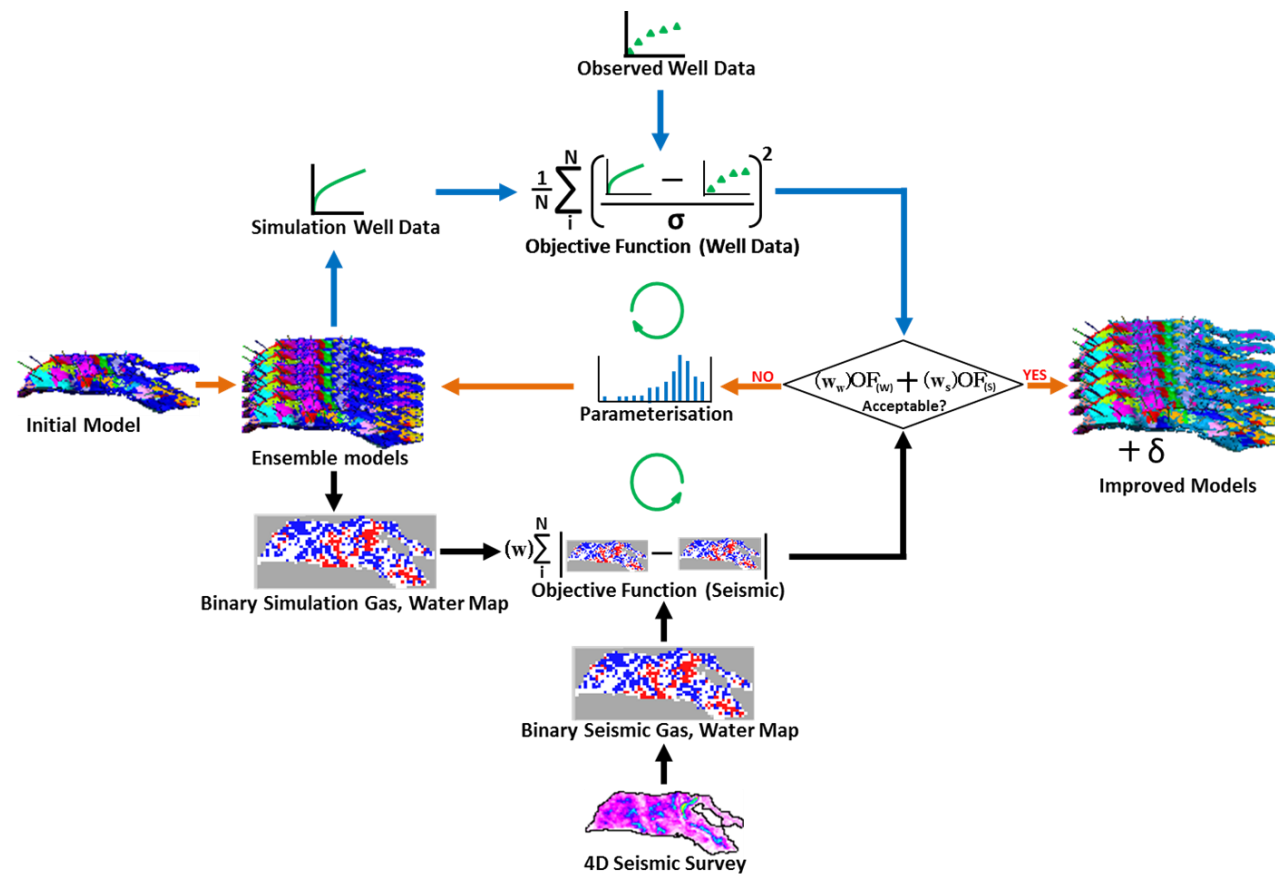 Observed Well Data
1/N ∑ N i ( − / σ )²
Simulation Well Data
Objective Function (Well Data)
Initial Model
Ensemble models
Parameterisation
NO
(w_w)OF_(W) + (w_s)OF_(S)
Acceptable?
YES
+ δ
Improved Models
Binary Simulation Gas, Water Map
(w) ∑ N i | − |
Objective Function (Seismic)
Binary Seismic Gas, Water Map
4D Seismic Survey